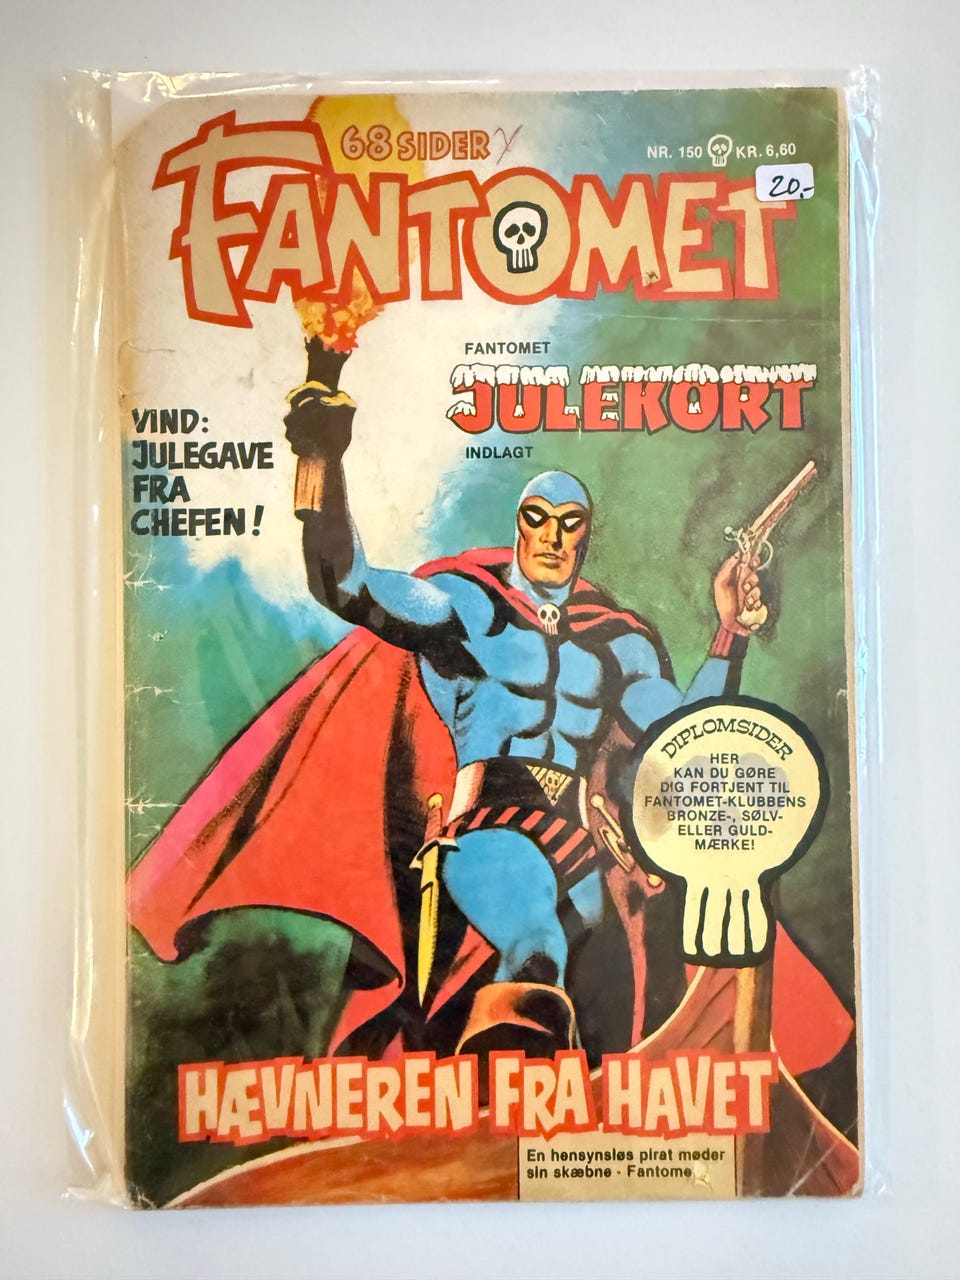 68 SIDER
NR. 150 KR. 6,60
20,-
FANTOMET
FANTOMET
JULEKORT
INDLAGT
VIND:
JULEGAVE
FRA
CHEFEN!
DIPLOMSIDER
HER
KAN DU GØRE
DIG FORTJENT TIL
FANTOMET-KLUBBENS
BRONZE-, SØLV-
ELLER GULD-
MÆRKE!
HÆVNEREN FRA HAVET
En hensynsløs pirat møder
sin skæbne - Fantome